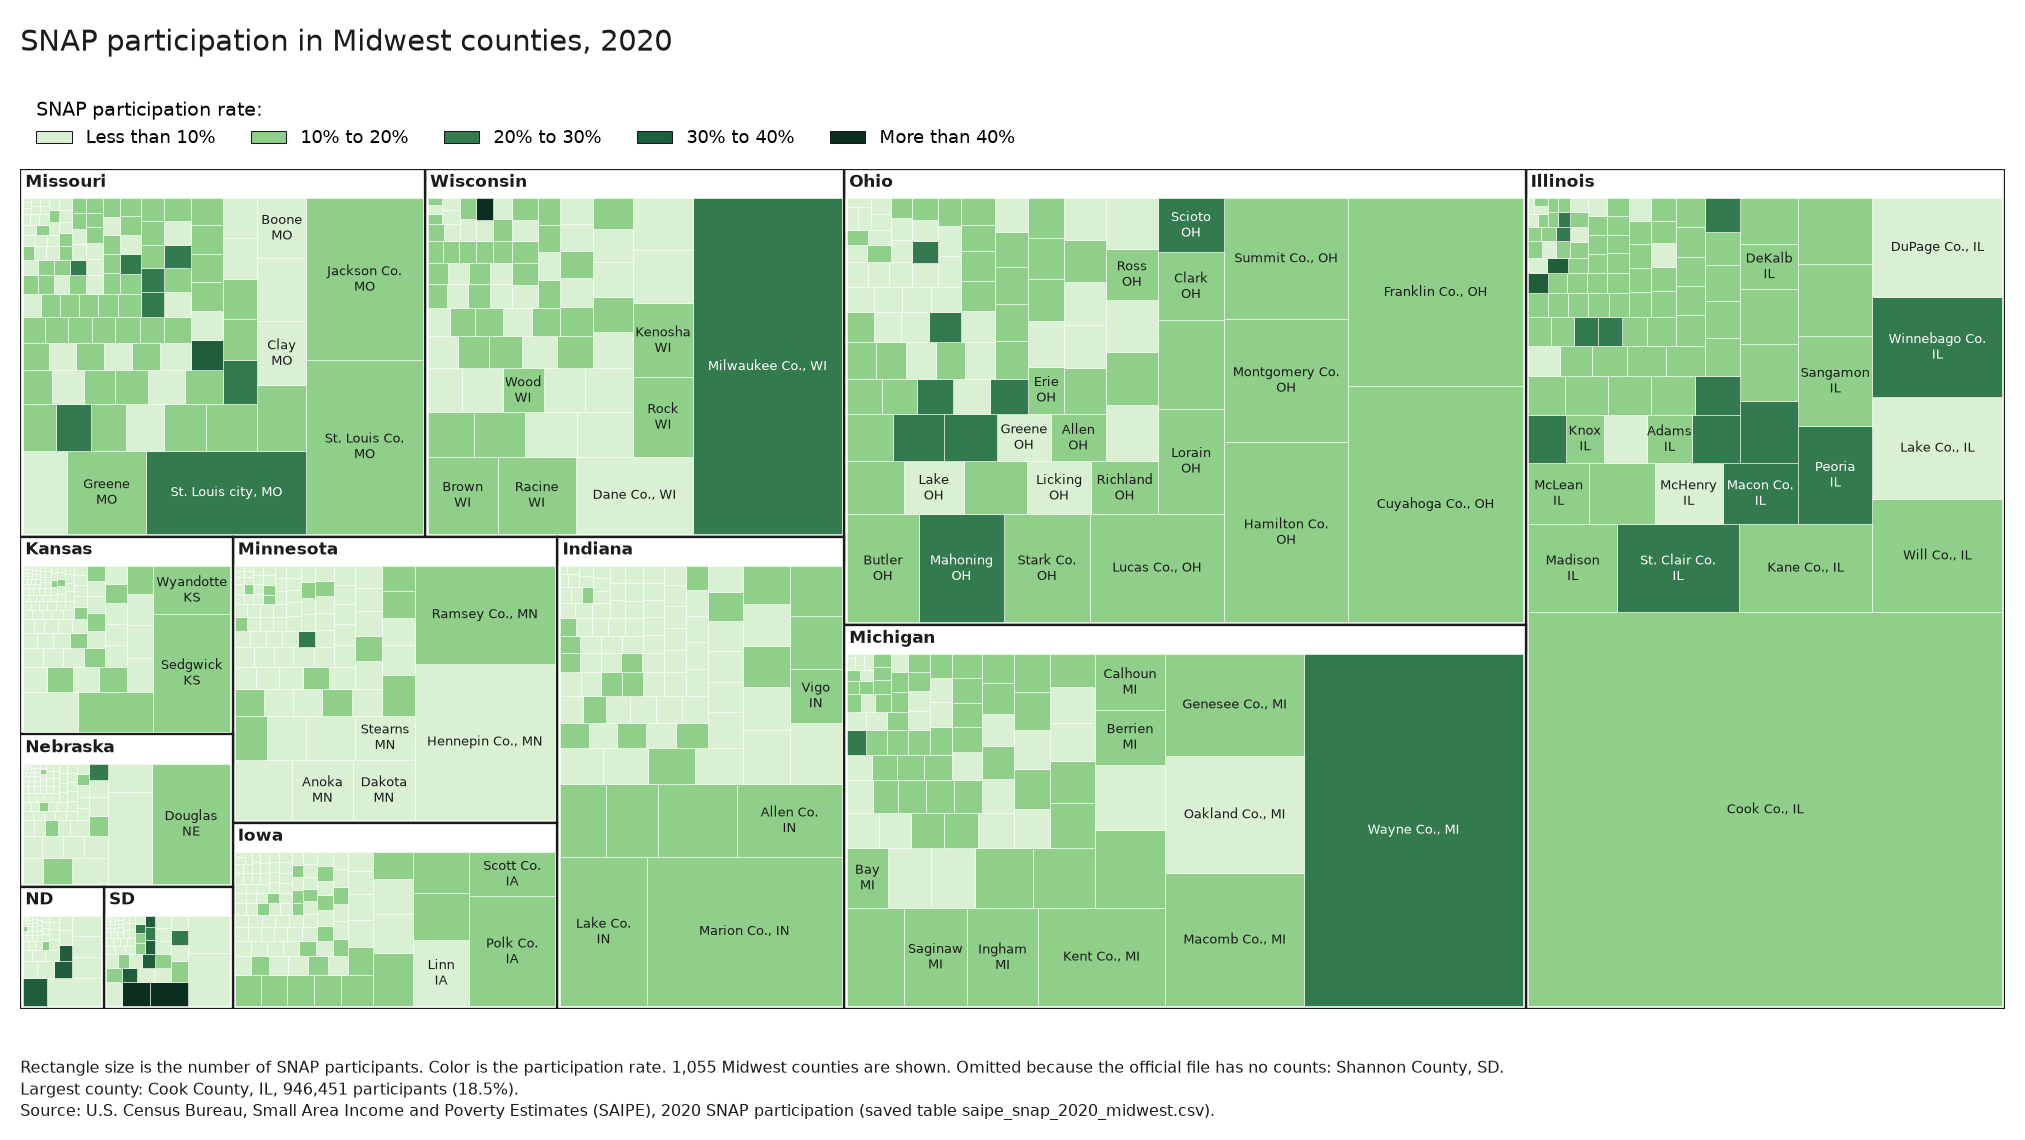 SNAP participation in Midwest counties, 2020
SNAP participation rate:
Less than 10%
10% to 20%
20% to 30%
30% to 40%
More than 40%
Missouri
Boone
MO
Jackson Co.
MO
Clay
MO
St. Louis Co.
MO
Greene
MO
St. Louis city, MO
Wisconsin
Kenosha
WI
Milwaukee Co., WI
Wood
WI
Rock
WI
Brown
WI
Racine
WI
Dane Co., WI
Ohio
Scioto
OH
Summit Co., OH
Franklin Co., OH
Ross
OH
Clark
OH
Montgomery Co.
OH
Erie
OH
Greene
OH
Allen
OH
Lorain
OH
Lake
OH
Licking
OH
Richland
OH
Cuyahoga Co., OH
Hamilton Co.
OH
Butler
OH
Mahoning
OH
Stark Co.
OH
Lucas Co., OH
Illinois
DuPage Co., IL
DeKalb
IL
Winnebago Co.
IL
Sangamon
IL
Knox
IL
Adams
IL
Lake Co., IL
Peoria
IL
McLean
IL
McHenry
IL
Macon Co.
IL
Madison
IL
St. Clair Co.
IL
Kane Co., IL
Will Co., IL
Cook Co., IL
Kansas
Wyandotte
KS
Sedgwick
KS
Minnesota
Ramsey Co., MN
Stearns
MN
Hennepin Co., MN
Anoka
MN
Dakota
MN
Indiana
Vigo
IN
Allen Co.
IN
Lake Co.
IN
Marion Co., IN
Michigan
Calhoun
MI
Genesee Co., MI
Berrien
MI
Oakland Co., MI
Wayne Co., MI
Bay
MI
Saginaw
MI
Ingham
MI
Kent Co., MI
Macomb Co., MI
Nebraska
Douglas
NE
Iowa
Scott Co.
IA
Polk Co.
IA
Linn
IA
ND
SD
Rectangle size is the number of SNAP participants. Color is the participation rate. 1,055 Midwest counties are shown. Omitted because the official file has no counts: Shannon County, SD.
Largest county: Cook County, IL, 946,451 participants (18.5%).
Source: U.S. Census Bureau, Small Area Income and Poverty Estimates (SAIPE), 2020 SNAP participation (saved table saipe_snap_2020_midwest.csv).